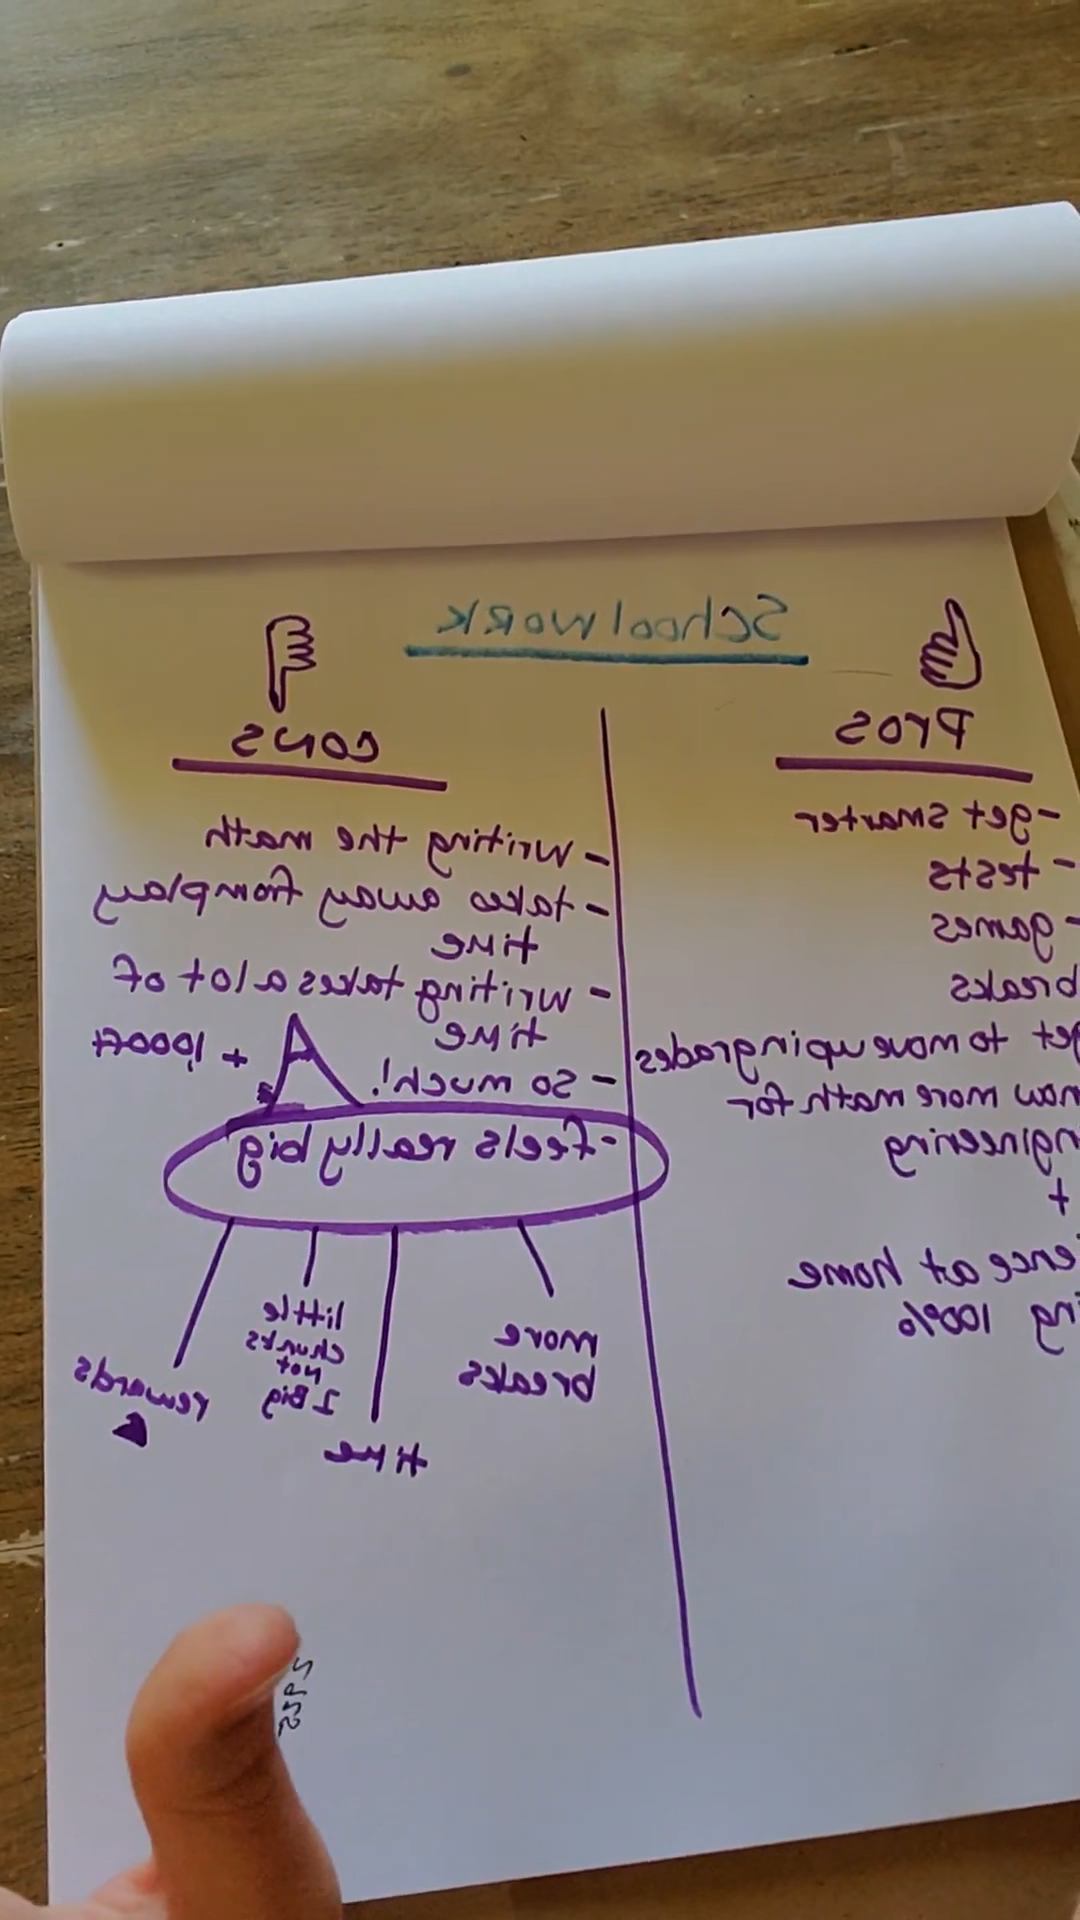 Schoolwork
Pros
-get smarter
- tests
- games
breaks
get to move up in grades
now more math for
ngineering
+
ence at home
ng 100%
cons
- writing the math
- takes away from play
time
- writing takes a lot of
time
- so much! + 1000ft
- feels really big
more
breaks
time
little
chunks
not
1 Big
rewards